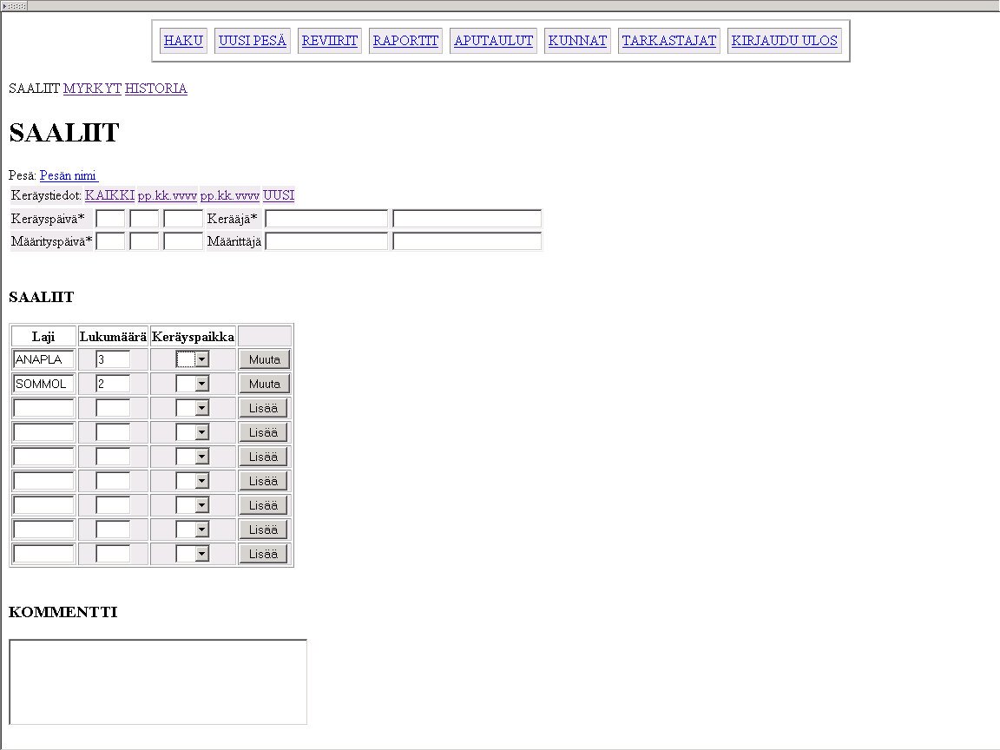 HAKU UUSI PESÄ REVIIRIT RAPORTIT APUTAULUT KUNNAT TARKASTAJAT KIRJAUDU ULOS
SAALIIT MYRKYT HISTORIA
SAALIIT
Pesä: Pesän nimi
Keräystiedot: KAIKKI pp.kk.vvvv pp.kk.vvvv UUSI
Keräyspäivä* Kerääjä*
Määrityspäivä* Määrittäjä
SAALIIT
Laji Lukumäärä Keräyspaikka
ANAPLA 3 Muuta
SOMMOL 2 Muuta
Lisää
Lisää
Lisää
Lisää
Lisää
Lisää
Lisää
KOMMENTTI